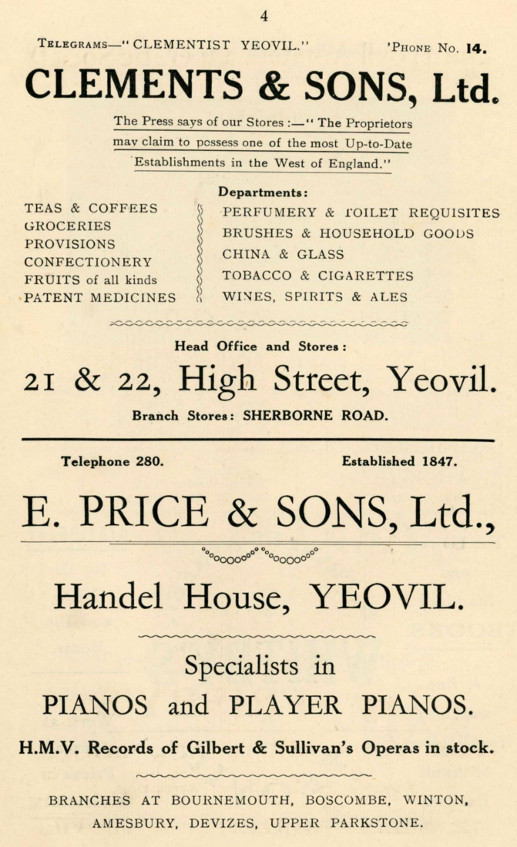 4
TELEGRAMS—"CLEMENTIST YEOVIL."
'PHONE No. 14.
CLEMENTS & SONS, Ltd.
The Press says of our Stores :—" The Proprietors
may claim to possess one of the most Up-to-Date
Establishments in the West of England."
Departments:
TEAS & COFFEES
GROCERIES
PROVISIONS
CONFECTIONERY
FRUITS of all kinds
PATENT MEDICINES
PERFUMERY & TOILET REQUISITES
BRUSHES & HOUSEHOLD GOODS
CHINA & GLASS
TOBACCO & CIGARETTES
WINES, SPIRITS & ALES
Head Office and Stores :
21 & 22, High Street, Yeovil.
Branch Stores: SHERBORNE ROAD.
Telephone 280.
Established 1847.
E. PRICE & SONS, Ltd.,
Handel House, YEOVIL.
Specialists in
PIANOS and PLAYER PIANOS.
H.M.V. Records of Gilbert & Sullivan's Operas in stock.
BRANCHES AT BOURNEMOUTH, BOSCOMBE, WINTON,
AMESBURY, DEVIZES, UPPER PARKSTONE.